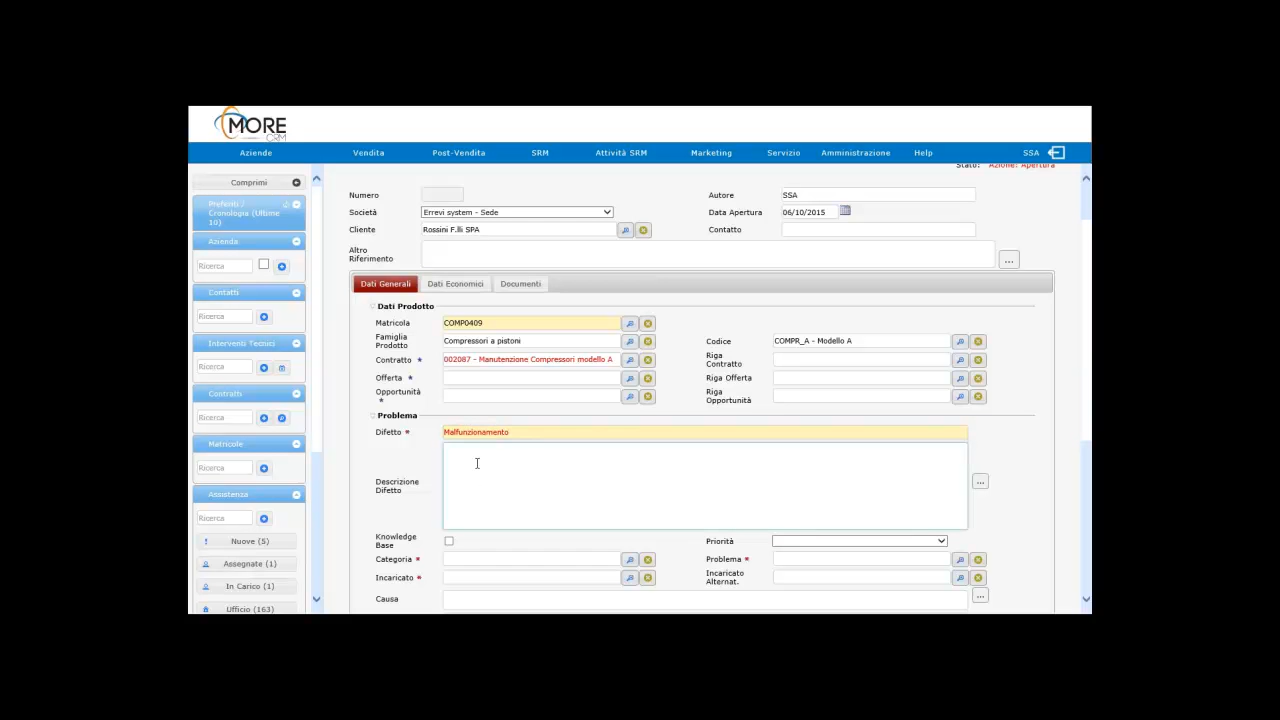 MORE
CRM
Aziende Vendita Post-Vendita SRM Attività SRM Marketing Servizio Amministrazione Help SSA
Stato: Azione: Apertura
Comprimi
Preferiti /
Cronologia (Ultime
10)
Azienda
Ricerca
Contatti
Ricerca
Interventi Tecnici
Ricerca
Contratti
Ricerca
Matricole
Ricerca
Assistenza
Ricerca
Nuove (5)
Assegnate (1)
In Carico (1)
Ufficio (163)
Numero Autore SSA
Società Errevi system - Sede Data Apertura 06/10/2015
Cliente Rossini F.lli SPA Contatto
Altro
Riferimento ...
Dati Generali Dati Economici Documenti
Dati Prodotto
Matricola COMP0409
Famiglia
Prodotto Compressori a pistoni Codice COMPR_A - Modello A
Contratto * 002087 - Manutenzione Compressori modello A Riga
Contratto
Offerta * Riga Offerta
Opportunità
* Riga
Opportunità
Problema
Difetto * Malfunzionamento
Descrizione
Difetto ...
Knowledge
Base Priorità
Categoria * Problema *
Incaricato * Incaricato
Alternat.
Causa ...